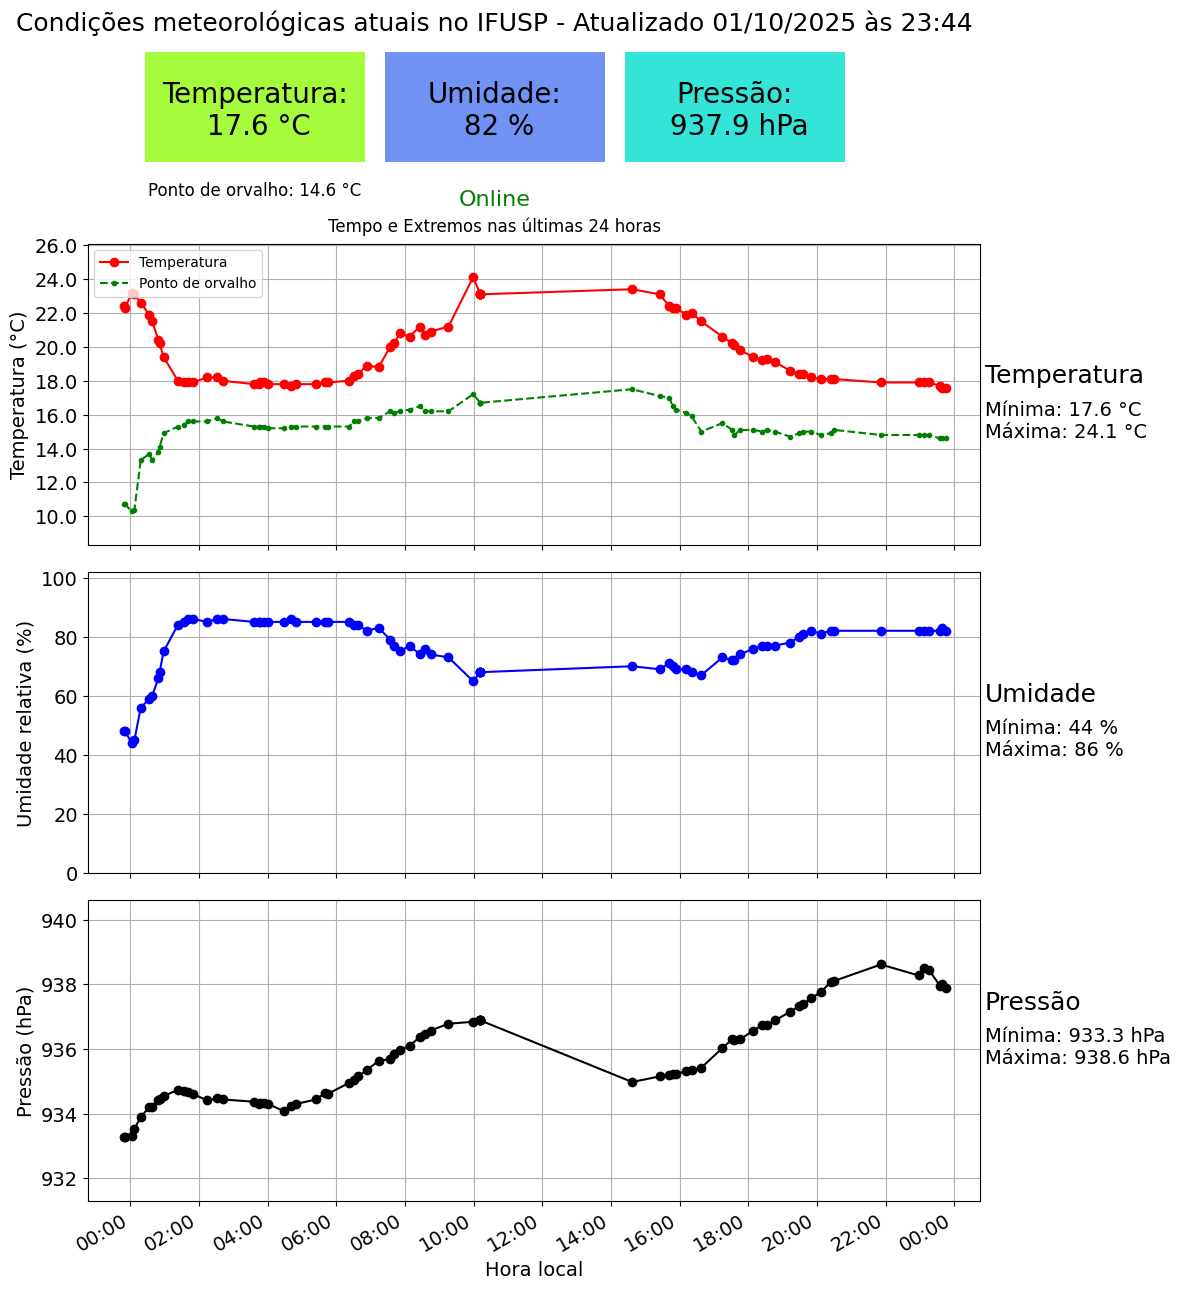 Condições meteorológicas atuais no IFUSP - Atualizado 01/10/2025 às 23:44
Temperatura:
17.6 °C
Umidade:
82 %
Pressão:
937.9 hPa
Ponto de orvalho: 14.6 °C
Online
Tempo e Extremos nas últimas 24 horas
Temperatura
Ponto de orvalho
26.0
24.0
22.0
20.0
18.0
16.0
14.0
12.0
10.0
Temperatura (°C)
Temperatura
Mínima: 17.6 °C
Máxima: 24.1 °C
100
80
60
40
20
0
Umidade relativa (%)
Umidade
Mínima: 44 %
Máxima: 86 %
940
938
936
934
932
Pressão (hPa)
Pressão
Mínima: 933.3 hPa
Máxima: 938.6 hPa
00:00 02:00 04:00 06:00 08:00 10:00 12:00 14:00 16:00 18:00 20:00 22:00 00:00
Hora local